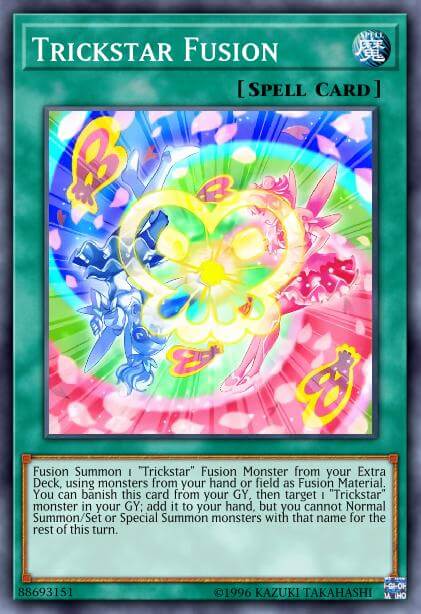 Trickstar Fusion
SPELL
魔
[Spell Card]
Fusion Summon 1 "Trickstar" Fusion Monster from your Extra
Deck, using monsters from your hand or field as Fusion Material.
You can banish this card from your GY, then target 1 "Trickstar"
monster in your GY; add it to your hand, but you cannot Normal
Summon/Set or Special Summon monsters with that name for the
rest of this turn.
88693151
©1996 KAZUKI TAKAHASHI